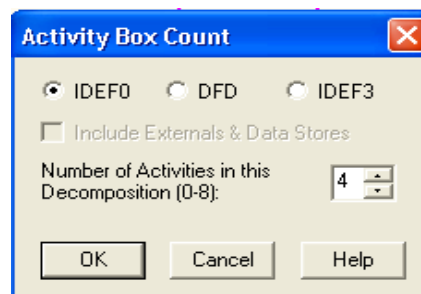 Activity Box Count
IDEF0 DFD IDEF3
Include Externals & Data Stores
Number of Activities in this
Decomposition (0-8):
4
OK Cancel Help